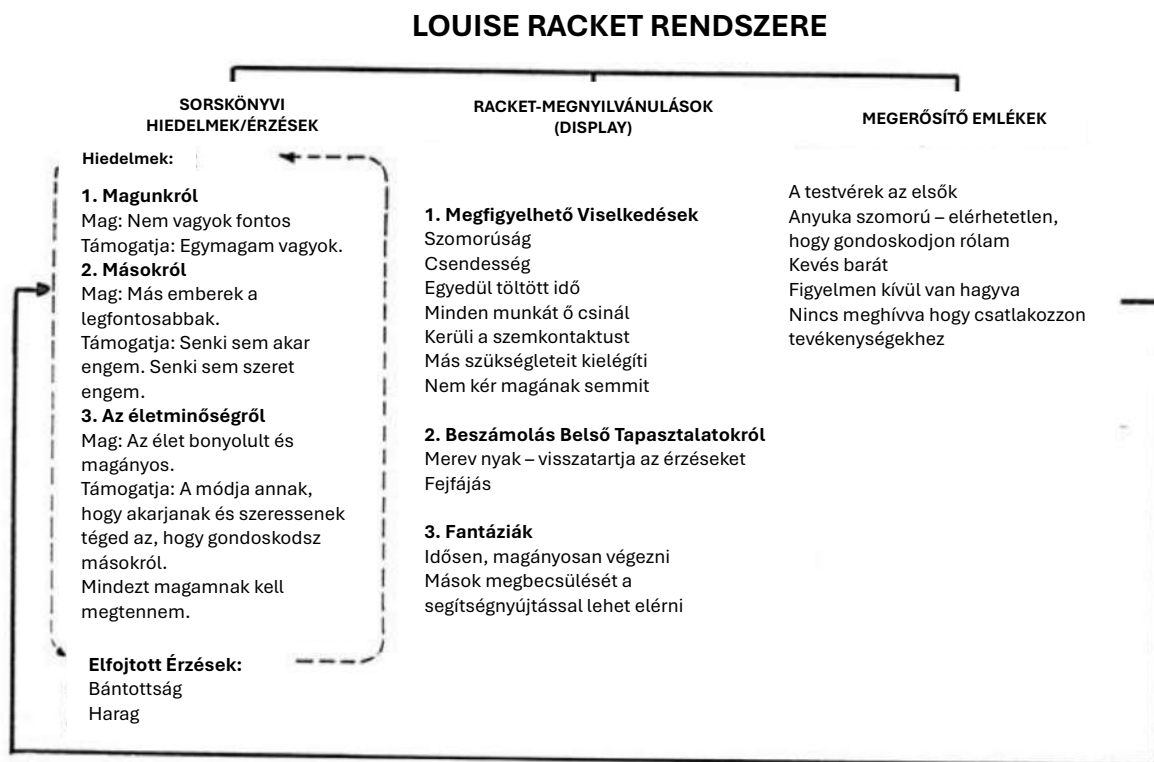 LOUISE RACKET RENDSZERE
SORSKÖNYVI
HIEDELMEK/ÉRZÉSEK
Hiedelmek:
1. Magunkról
Mag: Nem vagyok fontos
Támogatja: Egymagam vagyok.
2. Másokról
Mag: Más emberek a
legfontosabbak.
Támogatja: Senki sem akar
engem. Senki sem szeret
engem.
3. Az életminőségről
Mag: Az élet bonyolult és
magányos.
Támogatja: A módja annak,
hogy akarjanak és szeressenek
téged az, hogy gondoskodsz
másokról.
Mindezt magamnak kell
megtennem.
Elfojtott Érzések:
Bántottság
Harag
RACKET-MEGNYILVÁNULÁSOK
(DISPLAY)
1. Megfigyelhető Viselkedések
Szomorúság
Csendesség
Egyedül töltött idő
Minden munkát ő csinál
Kerüli a szemkontaktust
Más szükségleteit kielégíti
Nem kér magának semmit
2. Beszámolás Belső Tapasztalatokról
Merev nyak – visszatartja az érzéseket
Fejfájás
3. Fantáziák
Idősen, magányosan végezni
Mások megbecsülését a
segítségnyújtással lehet elérni
MEGERŐSÍTŐ EMLÉKEK
A testvérek az elsők
Anyuka szomorú – elérhetetlen,
hogy gondoskodjon rólam
Kevés barát
Figyelmen kívül van hagyva
Nincs meghívva hogy csatlakozzon
tevékenységekhez